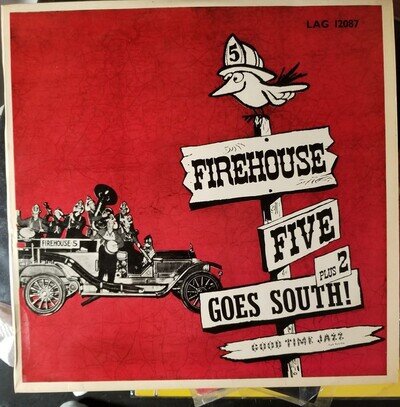 LAG 12087
5
FIREHOUSE
FIVE
PLUS 2
GOES SOUTH!
GOOD TIME JAZZ
FIREHOUSE 5